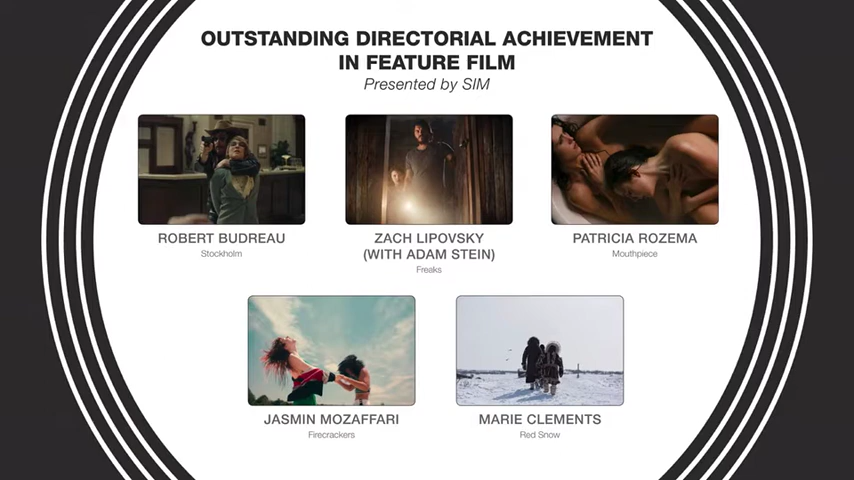 OUTSTANDING DIRECTORIAL ACHIEVEMENT
IN FEATURE FILM
Presented by SIM
ROBERT BUDREAU
Stockholm
ZACH LIPOVSKY
(WITH ADAM STEIN)
Freaks
PATRICIA ROZEMA
Mouthpiece
JASMIN MOZAFFARI
Firecrackers
MARIE CLEMENTS
Red Snow